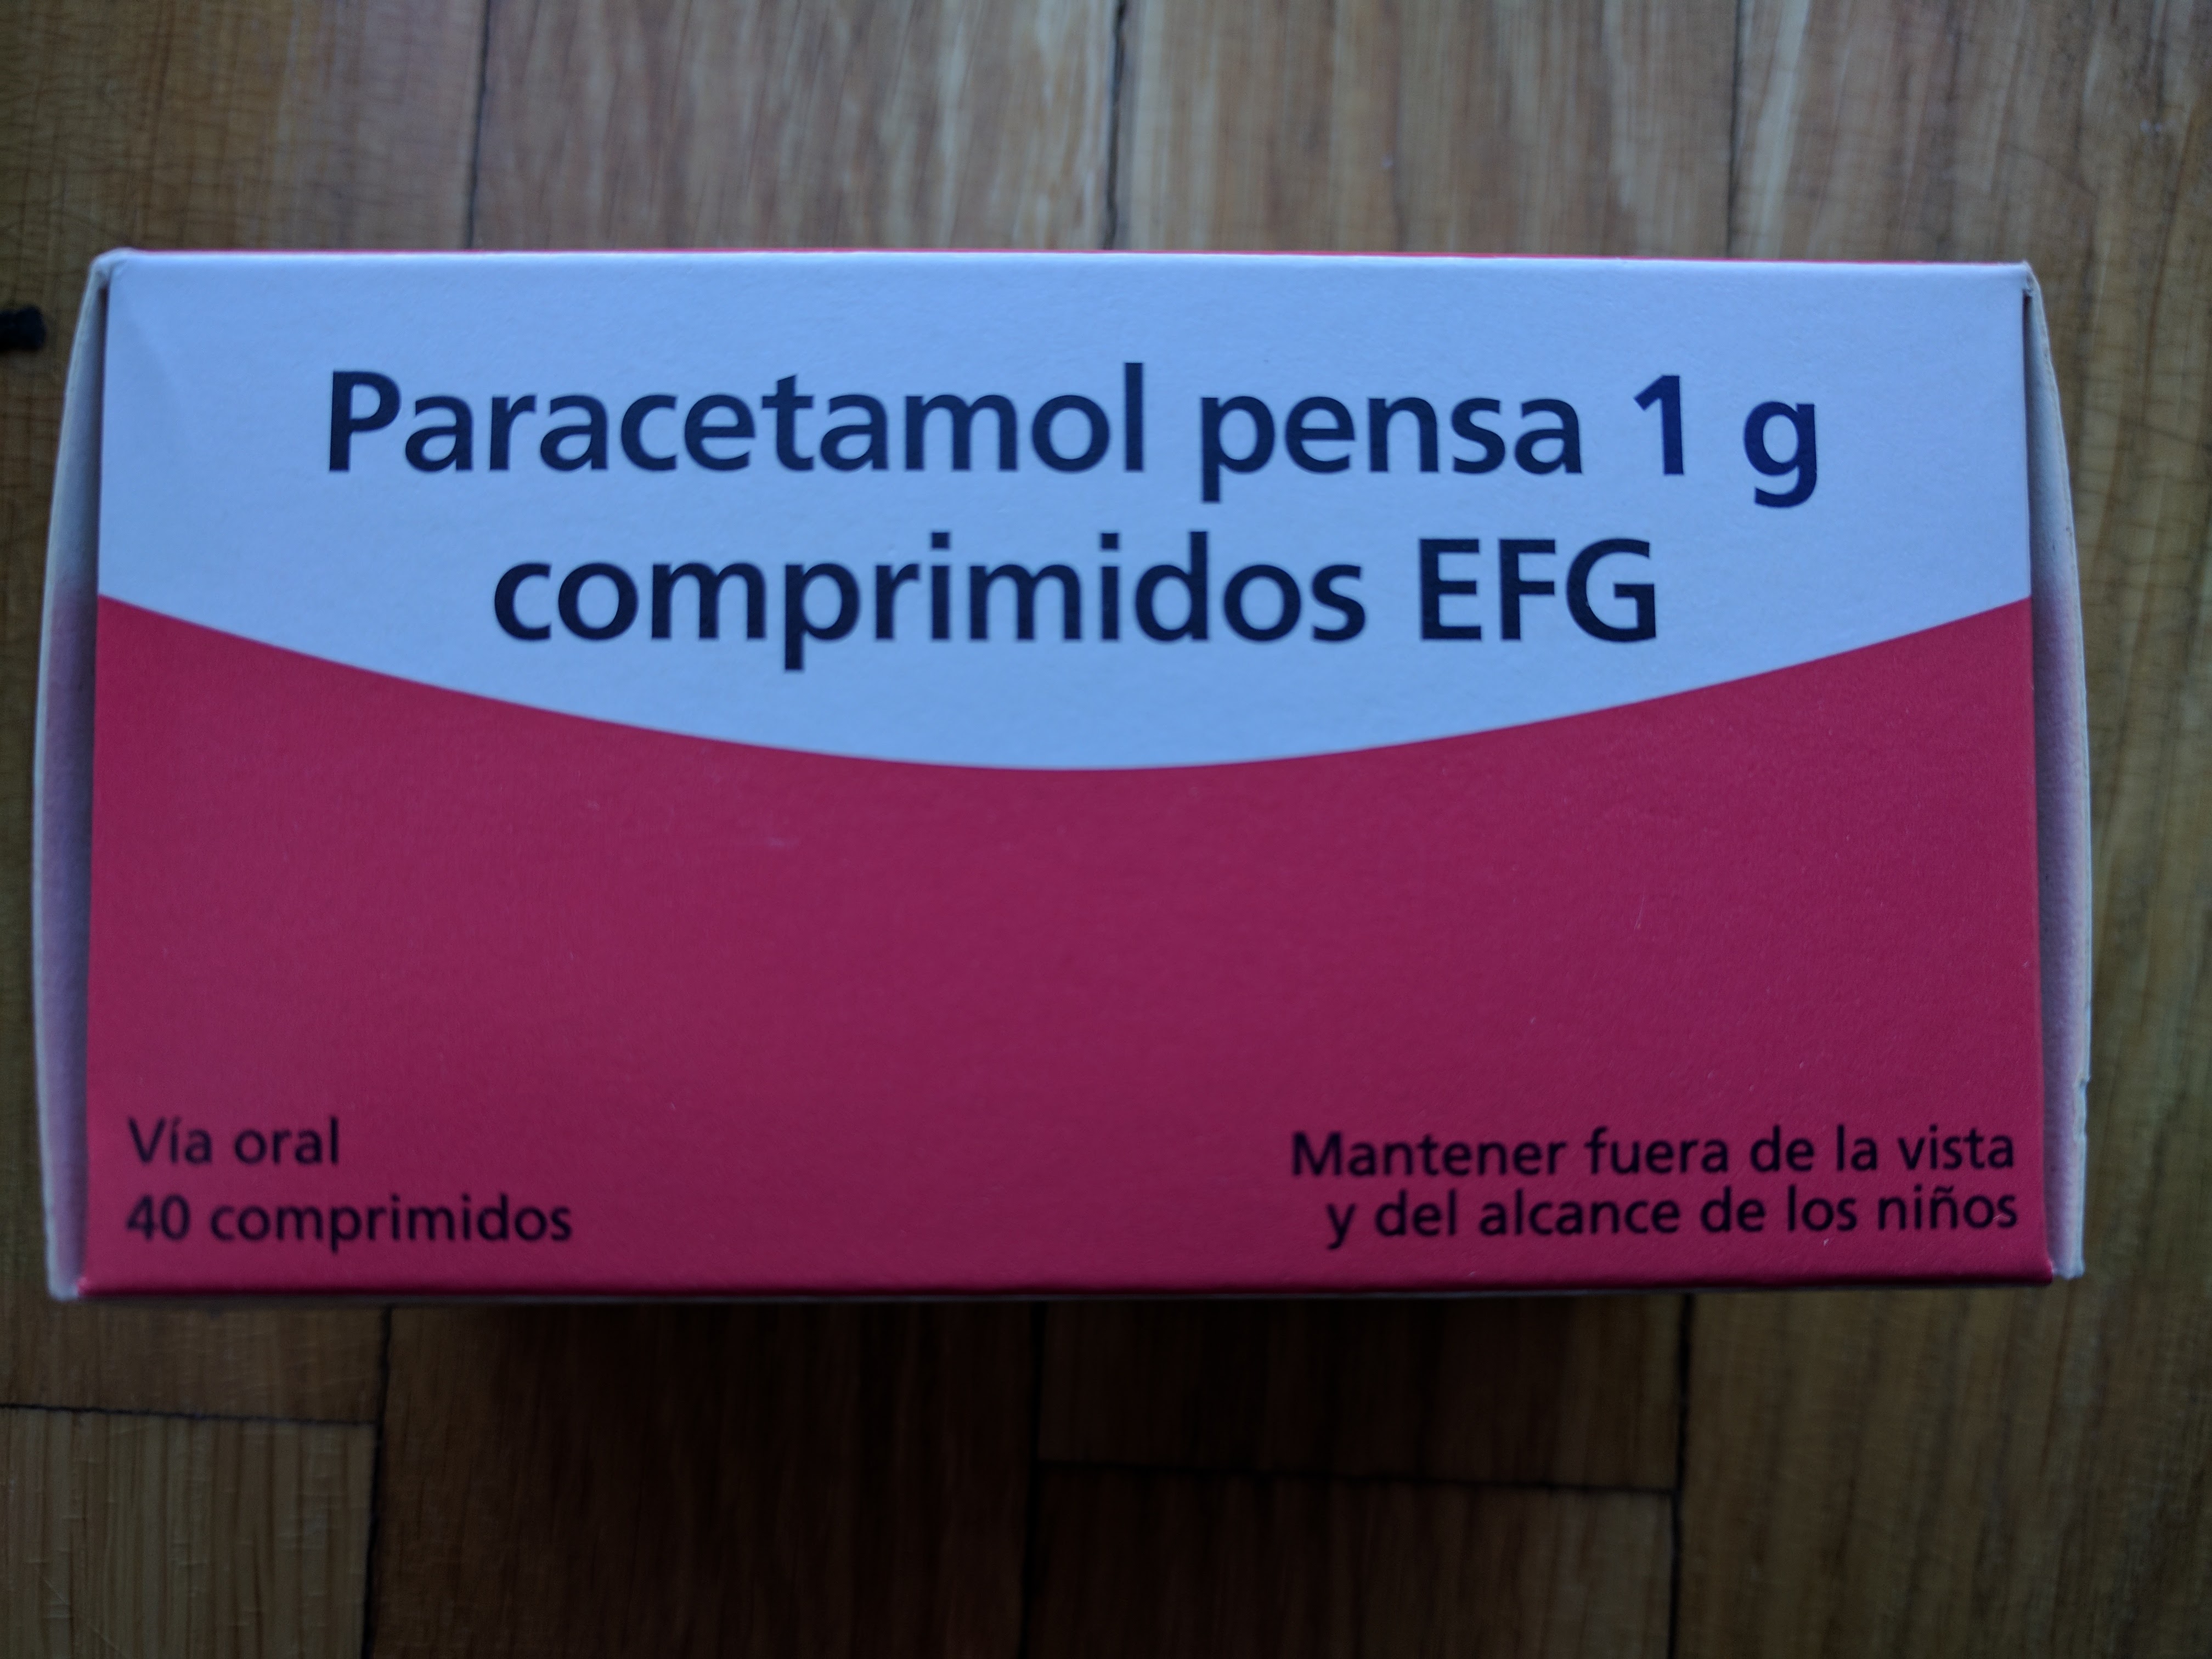 Paracetamol pensa 1 g
comprimidos EFG
Vía oral
40 comprimidos
Mantener fuera de la vista
y del alcance de los niños